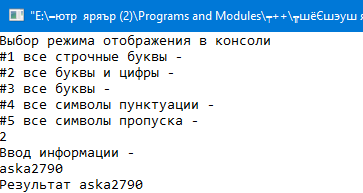 "E:\━ютр яряър (2)\Programs and Modules\┯++\╦шёЄшэуш я
Выбор режима отображения в консоли
#1 все строчные буквы -
#2 все буквы и цифры -
#3 все буквы -
#4 все символы пунктуации -
#5 все символы пропуска -
2
Ввод информации -
aska2790
Результат aska2790